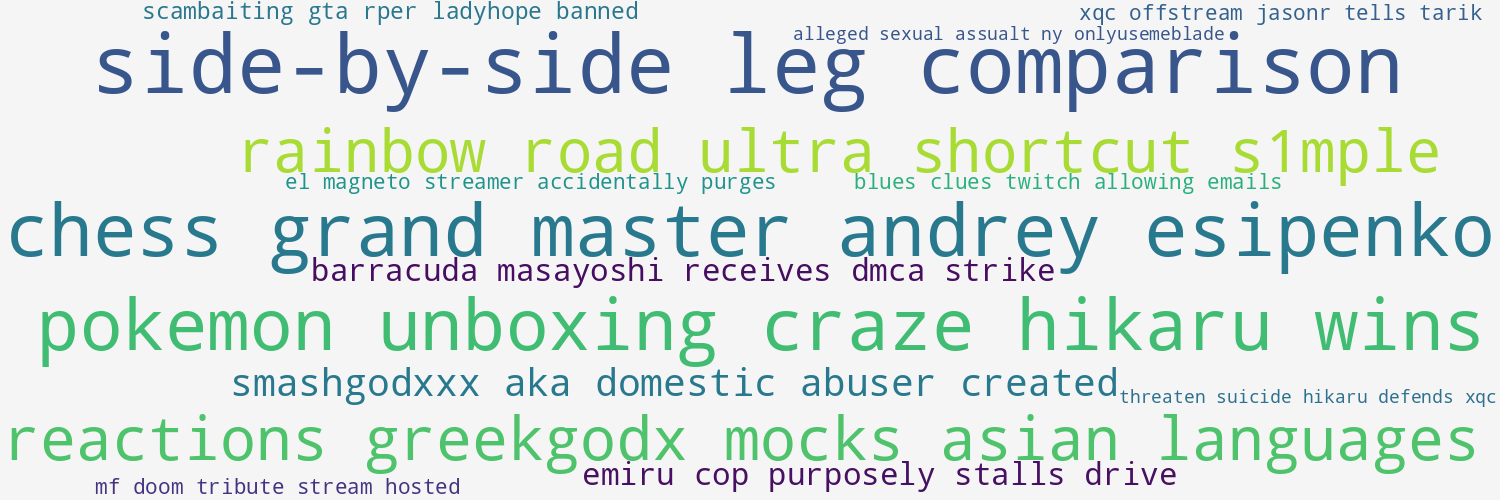 scambaiting gta rper ladyhope banned
xqc offstream jasonr tells tarik
alleged sexual assualt ny onlyusemeblade
side-by-side leg comparison
rainbow road ultra shortcut s1mple
el magneto streamer accidentally purges
blues clues twitch allowing emails
chess grand master andrey esipenko
barracuda masayoshi receives dmca strike
pokemon unboxing craze hikaru wins
smashgodxxx aka domestic abuser created
threaten suicide hikaru defends xqc
reactions greekgodx mocks asian languages
emiru cop purposely stalls drive
mf doom tribute stream hosted